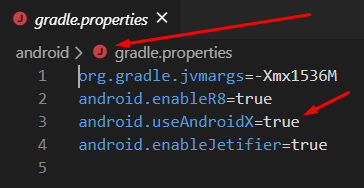 gradle.properties
android > gradle.properties
1 org.gradle.jvmargs=-Xmx1536M
2 android.enableR8=true
3 android.useAndroidX=true
4 android.enableJetifier=true
5